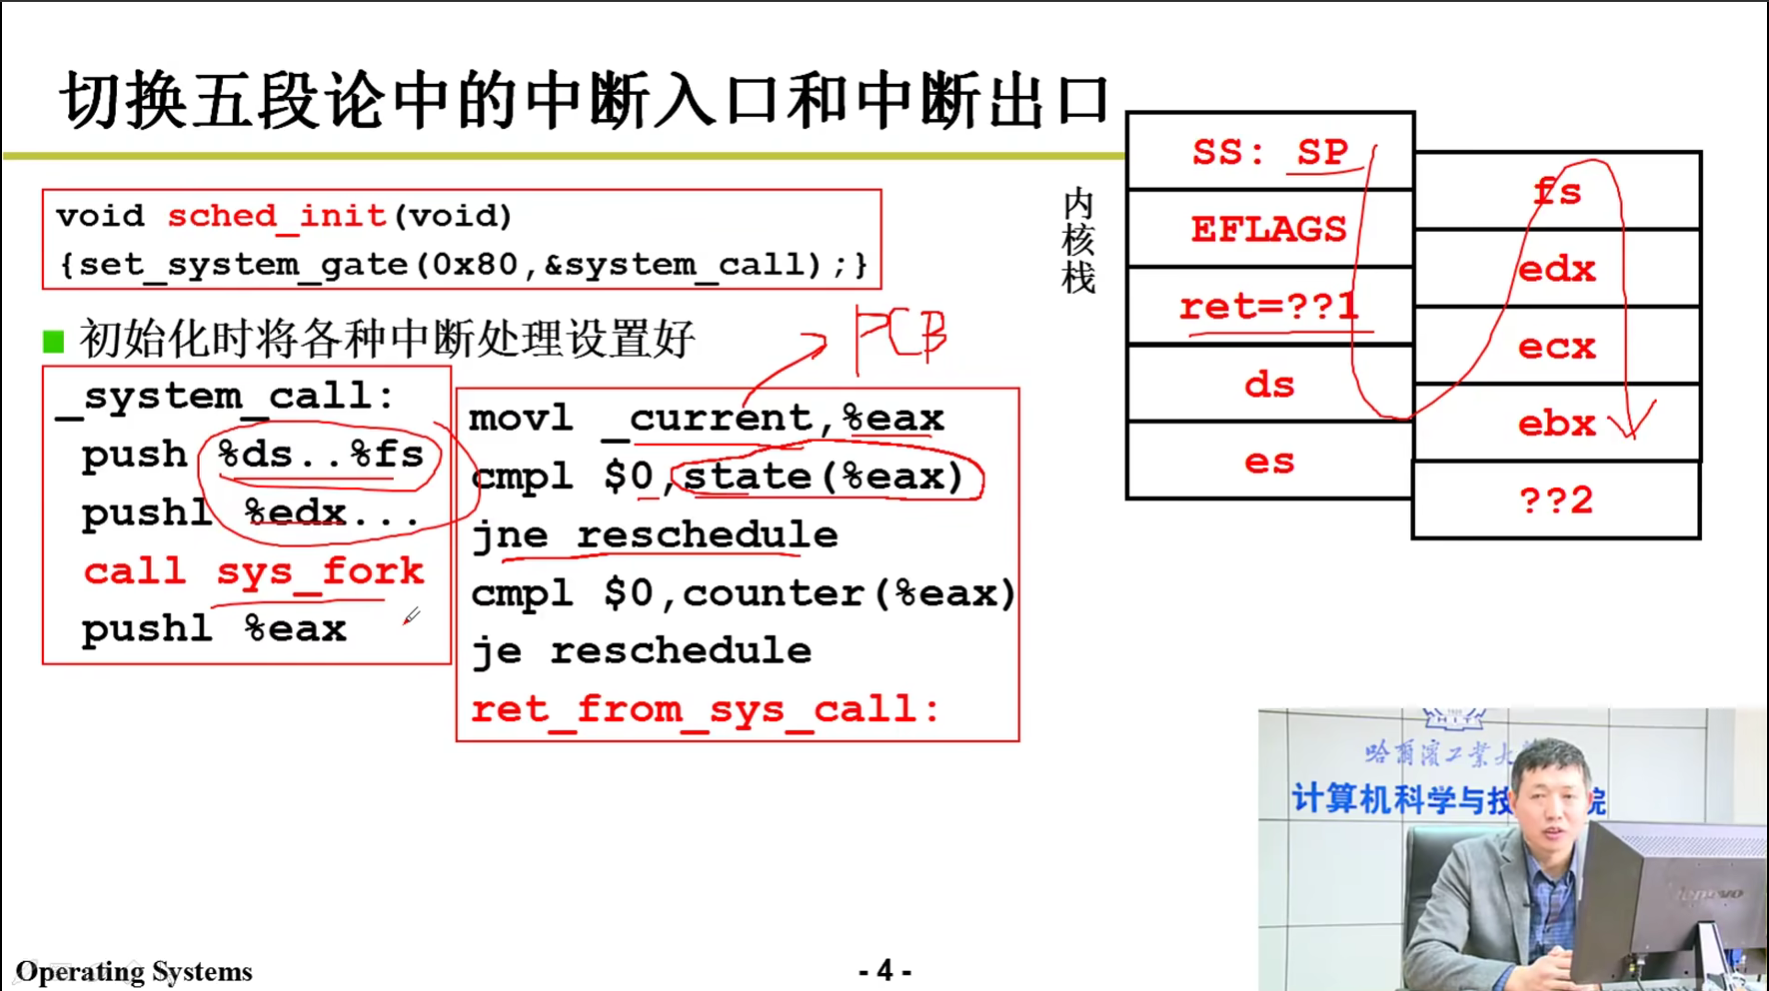 切换五段论中的中断入口和中断出口
void sched_init(void)
{set_system_gate(0x80,&system_call);}
初始化时将各种中断处理设置好
_system_call:
push %ds..%fs
pushl %edx...
call sys_fork
pushl %eax
PCB
movl _current,%eax
cmpl $0,state(%eax)
jne reschedule
cmpl $0,counter(%eax)
je reschedule
ret_from_sys_call:
内核栈
SS: SP
EFLAGS
ret=??1
ds
es
fs
edx
ecx
ebx
??2
HIT
哈尔滨工业大
计算机科学与技
院
lenovo
Operating Systems
- 4 -